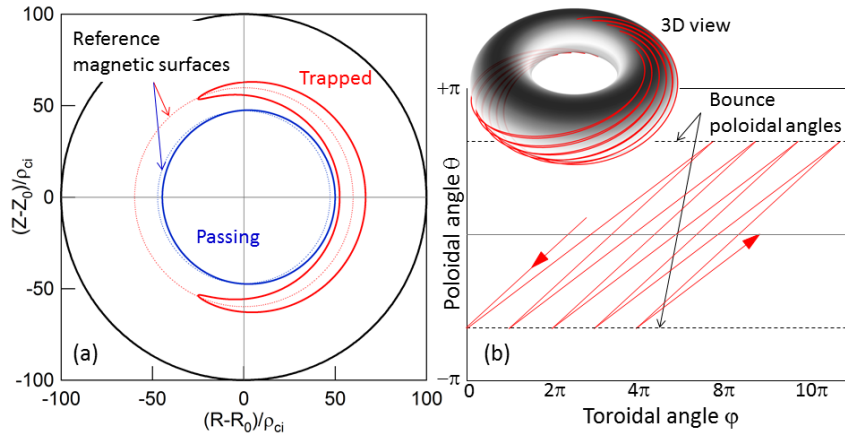 100
50
0
-50
-100
(Z-Z₀)/ρci
Reference
magnetic surfaces
Trapped
Passing
(a)
-100
-50
0
50
100
(R-R₀)/ρci
3D view
+π
Bounce
poloidal angles
Poloidal angle θ
(b)
−π
0
2π
4π
8π
10π
Toroidal angle φ